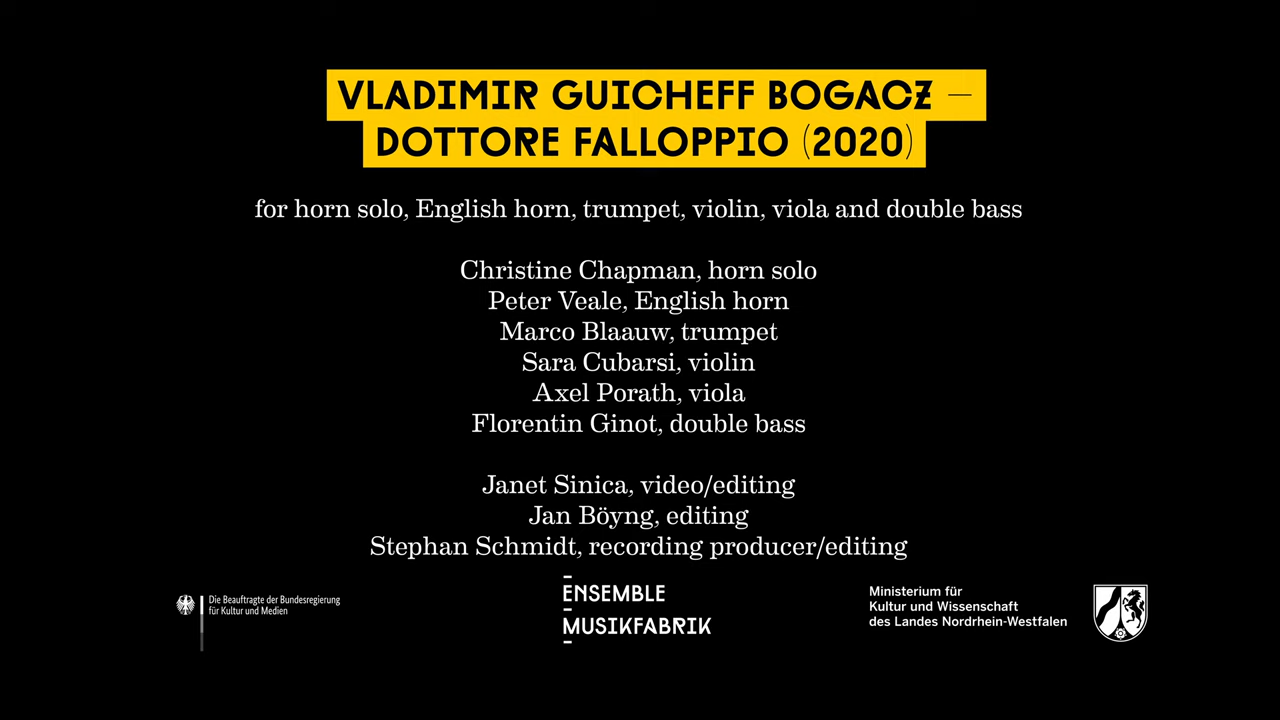 VLADIMIR GUICHEFF BOGACZ —
DOTTORE FALLOPPIO (2020)
for horn solo, English horn, trumpet, violin, viola and double bass
Christine Chapman, horn solo
Peter Veale, English horn
Marco Blaauw, trumpet
Sara Cubarsi, violin
Axel Porath, viola
Florentin Ginot, double bass
Janet Sinica, video/editing
Jan Böyng, editing
Stephan Schmidt, recording producer/editing
Die Beauftragte der Bundesregierung
für Kultur und Medien
ENSEMBLE
MUSIKFABRIK
Ministerium für
Kultur und Wissenschaft
des Landes Nordrhein-Westfalen